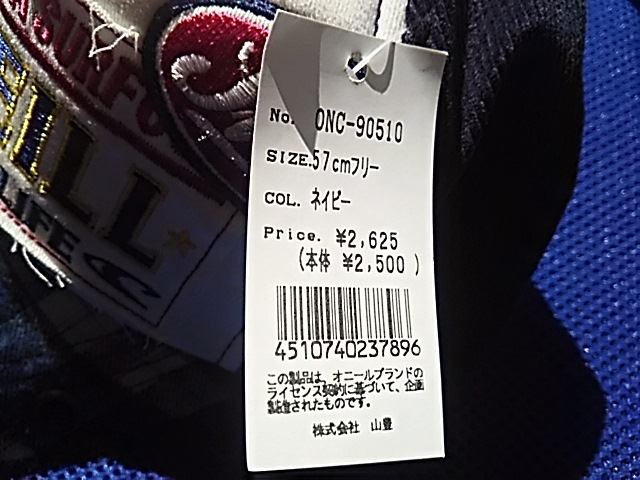 SURF
ILL
LIFE
No. ONC-90510
SIZE.57cmフリー
COL. ネイビー
Price. ¥2,625
(本体 ¥2,500 )
4510740237896
この製品は、オニールブランドの
ライセンス契約に基づいて、企画
製造されたものです。
株式会社 山豊